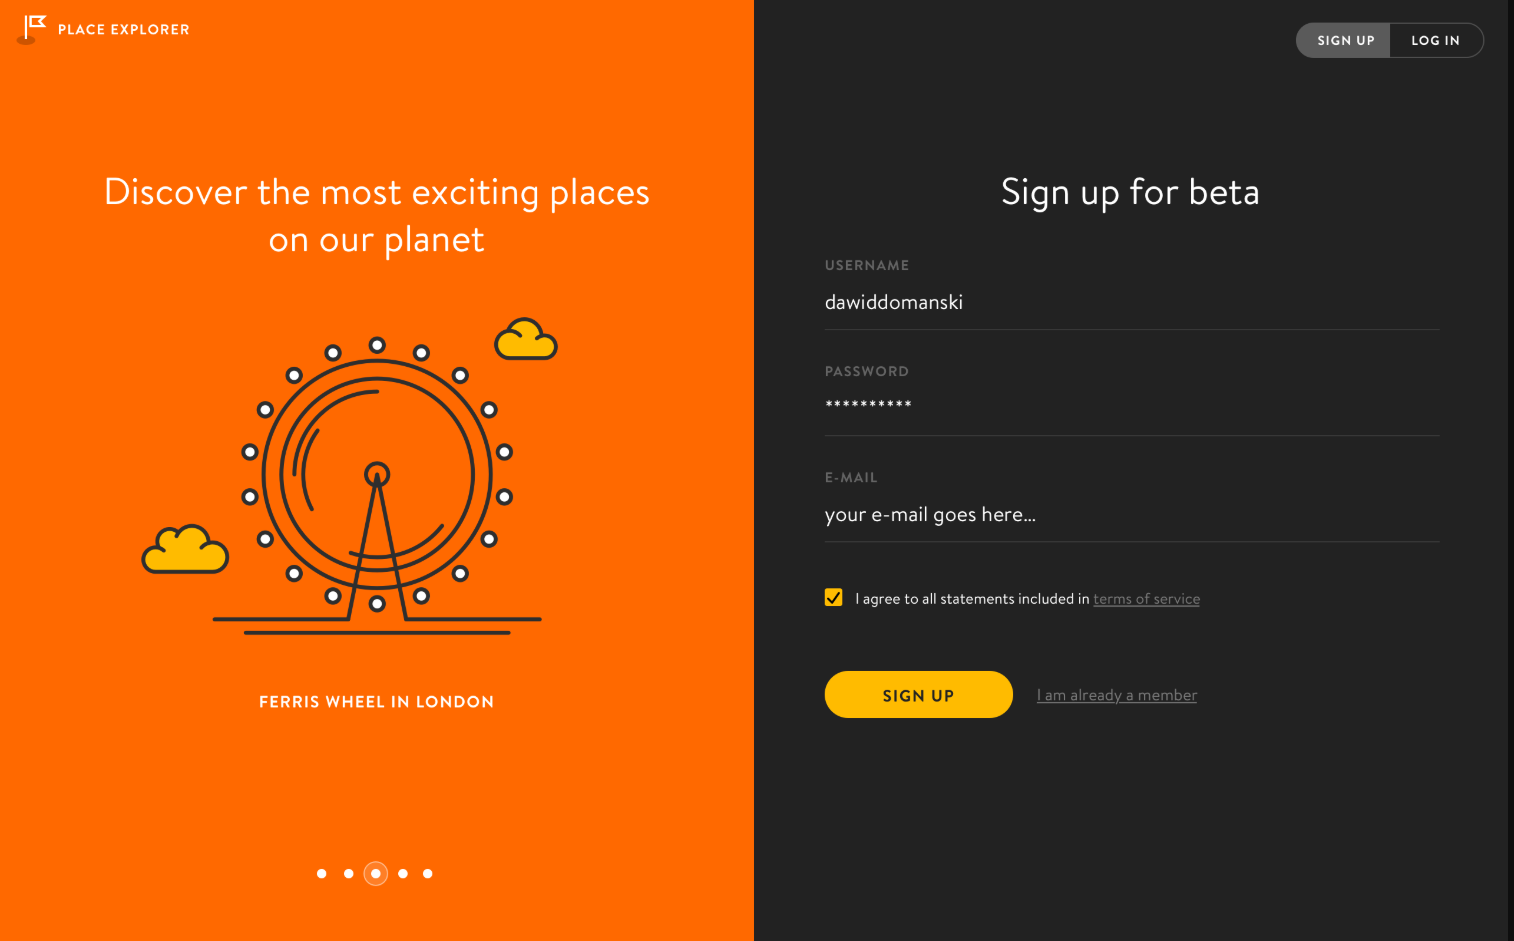 PLACE EXPLORER
Discover the most exciting places
on our planet
FERRIS WHEEL IN LONDON
SIGN UP
LOG IN
Sign up for beta
USERNAME
dawiddomanski
PASSWORD
**********
E-MAIL
your e-mail goes here...
I agree to all statements included in terms of service
SIGN UP
I am already a member